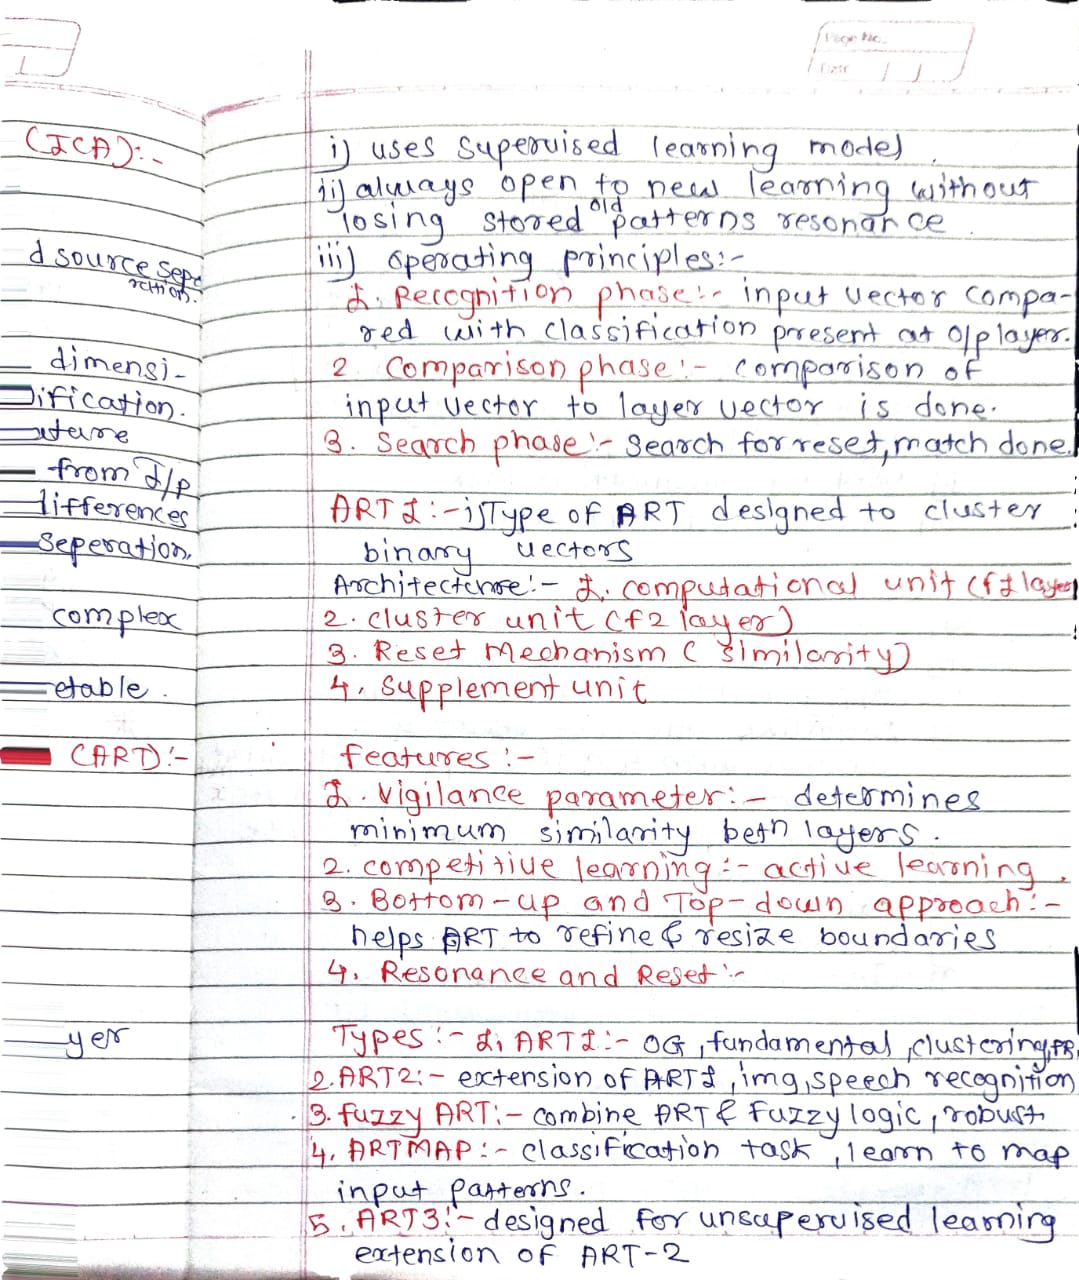 Page No.
Date
(ICA):-
d source sepe
ration.
dimensi-
ification.
ature
from I/p
differences
seperation.
complex
etable.
(ART):-
yer
i) uses supervised learning model.
ii) always open to new learning without
losing stored old patterns resonance.
iii) operating principles:-
1. Recognition phase:- input vector compa-
red with classification present at o/p layer.
2. Comparison phase:- comparison of
input vector to layer vector is done.
3. Search phase:- Search for reset, match done.
ART1:- i) Type of ART designed to cluster
binary vectors
Architecture:- 1. computational unit (f1 layer)
2. cluster unit (f2 layer)
3. Reset Mechanism (similarity)
4. supplement unit
features:-
1. vigilance parameter:- determines
minimum similarity betn layers.
2. competitive learning:- active learning.
3. Bottom-up and Top-down approach:-
helps ART to refine & resize boundaries
4. Resonance and Reset:-
Types:- 1. ART1:- OG, fundamental, clustering, PR,
2. ART2:- extension of ART1, img, speech recognition
3. fuzzy ART:- combine ART & Fuzzy logic, robust
4. ARTMAP:- classification task, learn to map
input patterns.
5. ART3:- designed for unsupervised learning
extension of ART-2